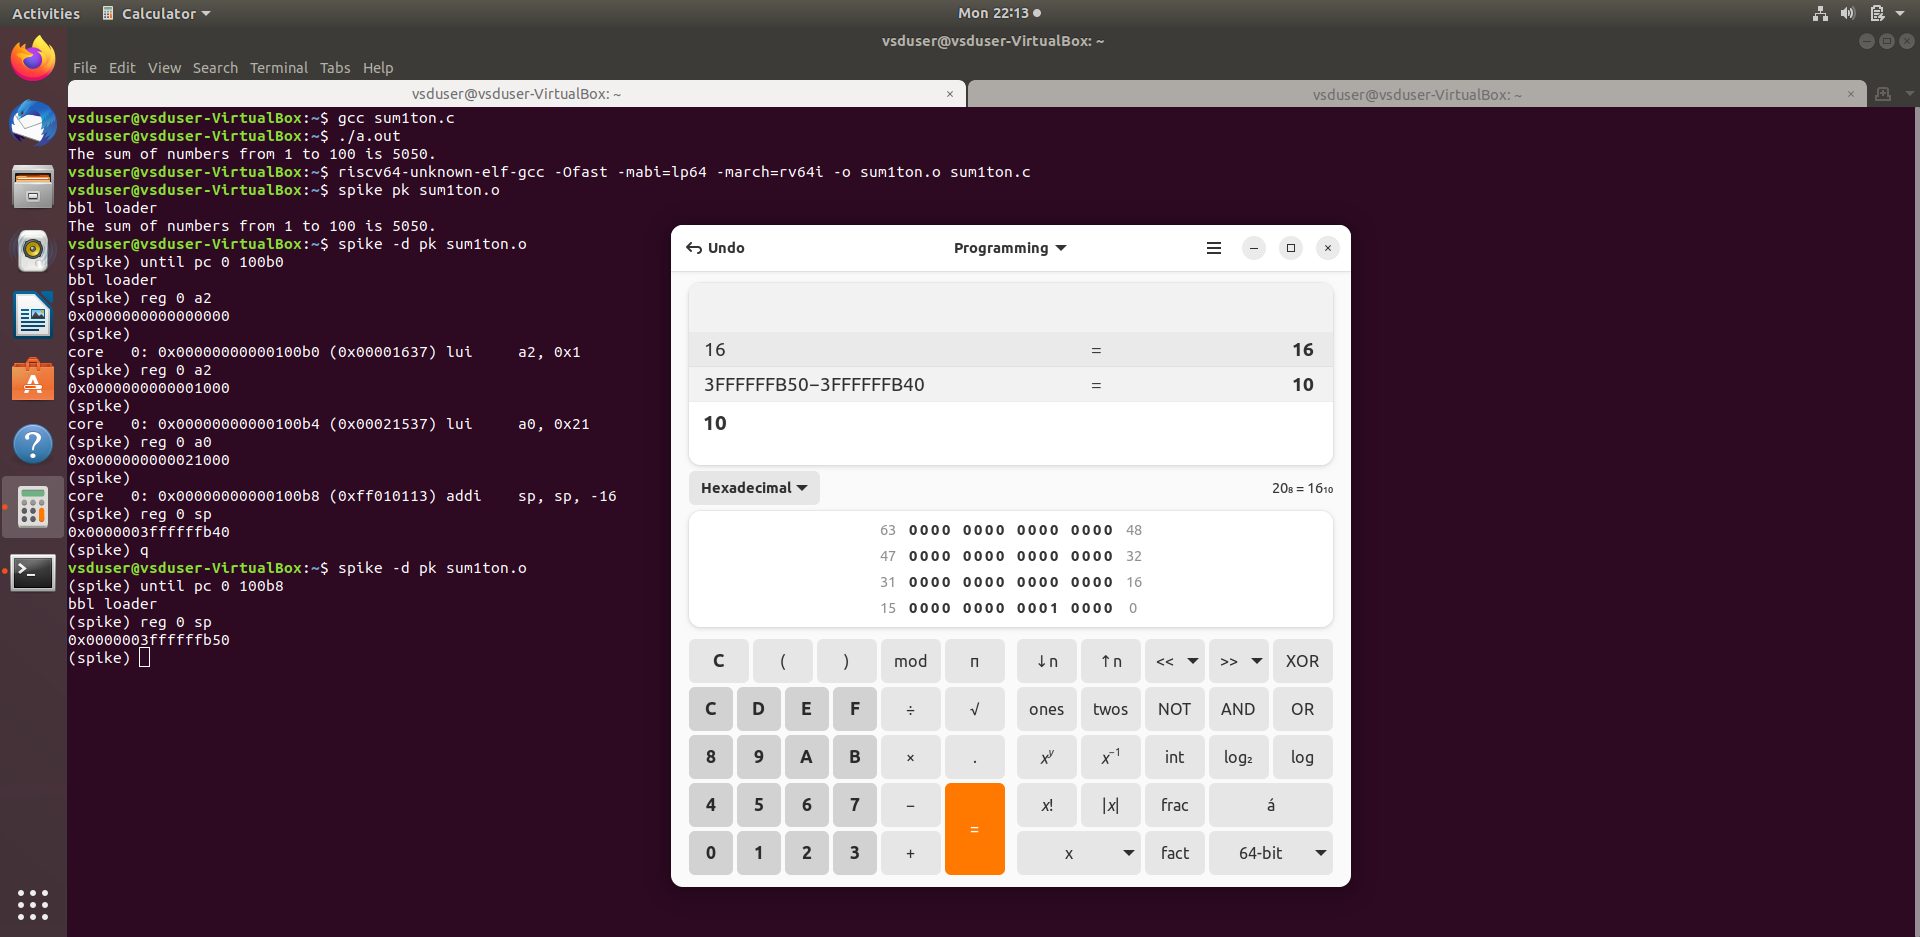 Activities Calculator Mon 22:13
vsduser@vsduser-VirtualBox: ~
File Edit View Search Terminal Tabs Help
vsduser@vsduser-VirtualBox: ~ × vsduser@vsduser-VirtualBox: ~ ×
vsduser@vsduser-VirtualBox:~$ gcc sum1ton.c
vsduser@vsduser-VirtualBox:~$ ./a.out
The sum of numbers from 1 to 100 is 5050.
vsduser@vsduser-VirtualBox:~$ riscv64-unknown-elf-gcc -Ofast -mabi=lp64 -march=rv64i -o sum1ton.o sum1ton.c
vsduser@vsduser-VirtualBox:~$ spike pk sum1ton.o
bbl loader
The sum of numbers from 1 to 100 is 5050.
vsduser@vsduser-VirtualBox:~$ spike -d pk sum1ton.o
(spike) until pc 0 100b0
bbl loader
(spike) reg 0 a2
0x0000000000000000
(spike)
core   0: 0x00000000000100b0 (0x00001637) lui     a2, 0x1
(spike) reg 0 a2
0x0000000000001000
(spike)
core   0: 0x00000000000100b4 (0x00021537) lui     a0, 0x21
(spike) reg 0 a0
0x0000000000021000
(spike)
core   0: 0x00000000000100b8 (0xff010113) addi    sp, sp, -16
(spike) reg 0 sp
0x0000003ffffffb40
(spike) q
vsduser@vsduser-VirtualBox:~$ spike -d pk sum1ton.o
(spike) until pc 0 100b8
bbl loader
(spike) reg 0 sp
0x0000003ffffffb50
(spike)
Undo Programming
16 = 16
3FFFFFFB50−3FFFFFFB40 = 10
10
Hexadecimal 20₈ = 16₁₀
63 0000 0000 0000 0000 48
47 0000 0000 0000 0000 32
31 0000 0000 0000 0000 16
15 0000 0000 0001 0000 0
C ( ) mod π ↓n ↑n << >> XOR
C D E F ÷ √ ones twos NOT AND OR
8 9 A B × . xʸ x⁻¹ int log₂ log
4 5 6 7 − = x! |x| frac á
0 1 2 3 + x fact 64-bit